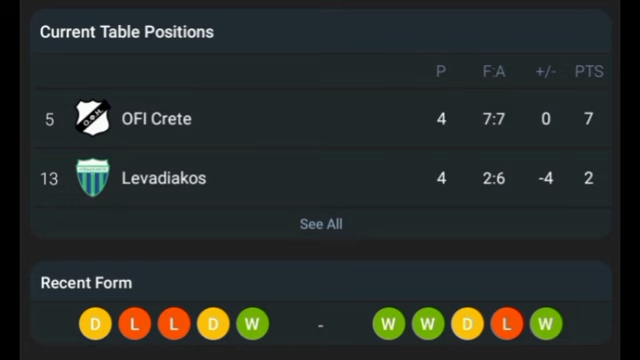 Current Table Positions
P F:A +/- PTS
5 OFI Crete 4 7:7 0 7
13 Levadiakos 4 2:6 -4 2
See All
Recent Form
D L L D W - W W D L W